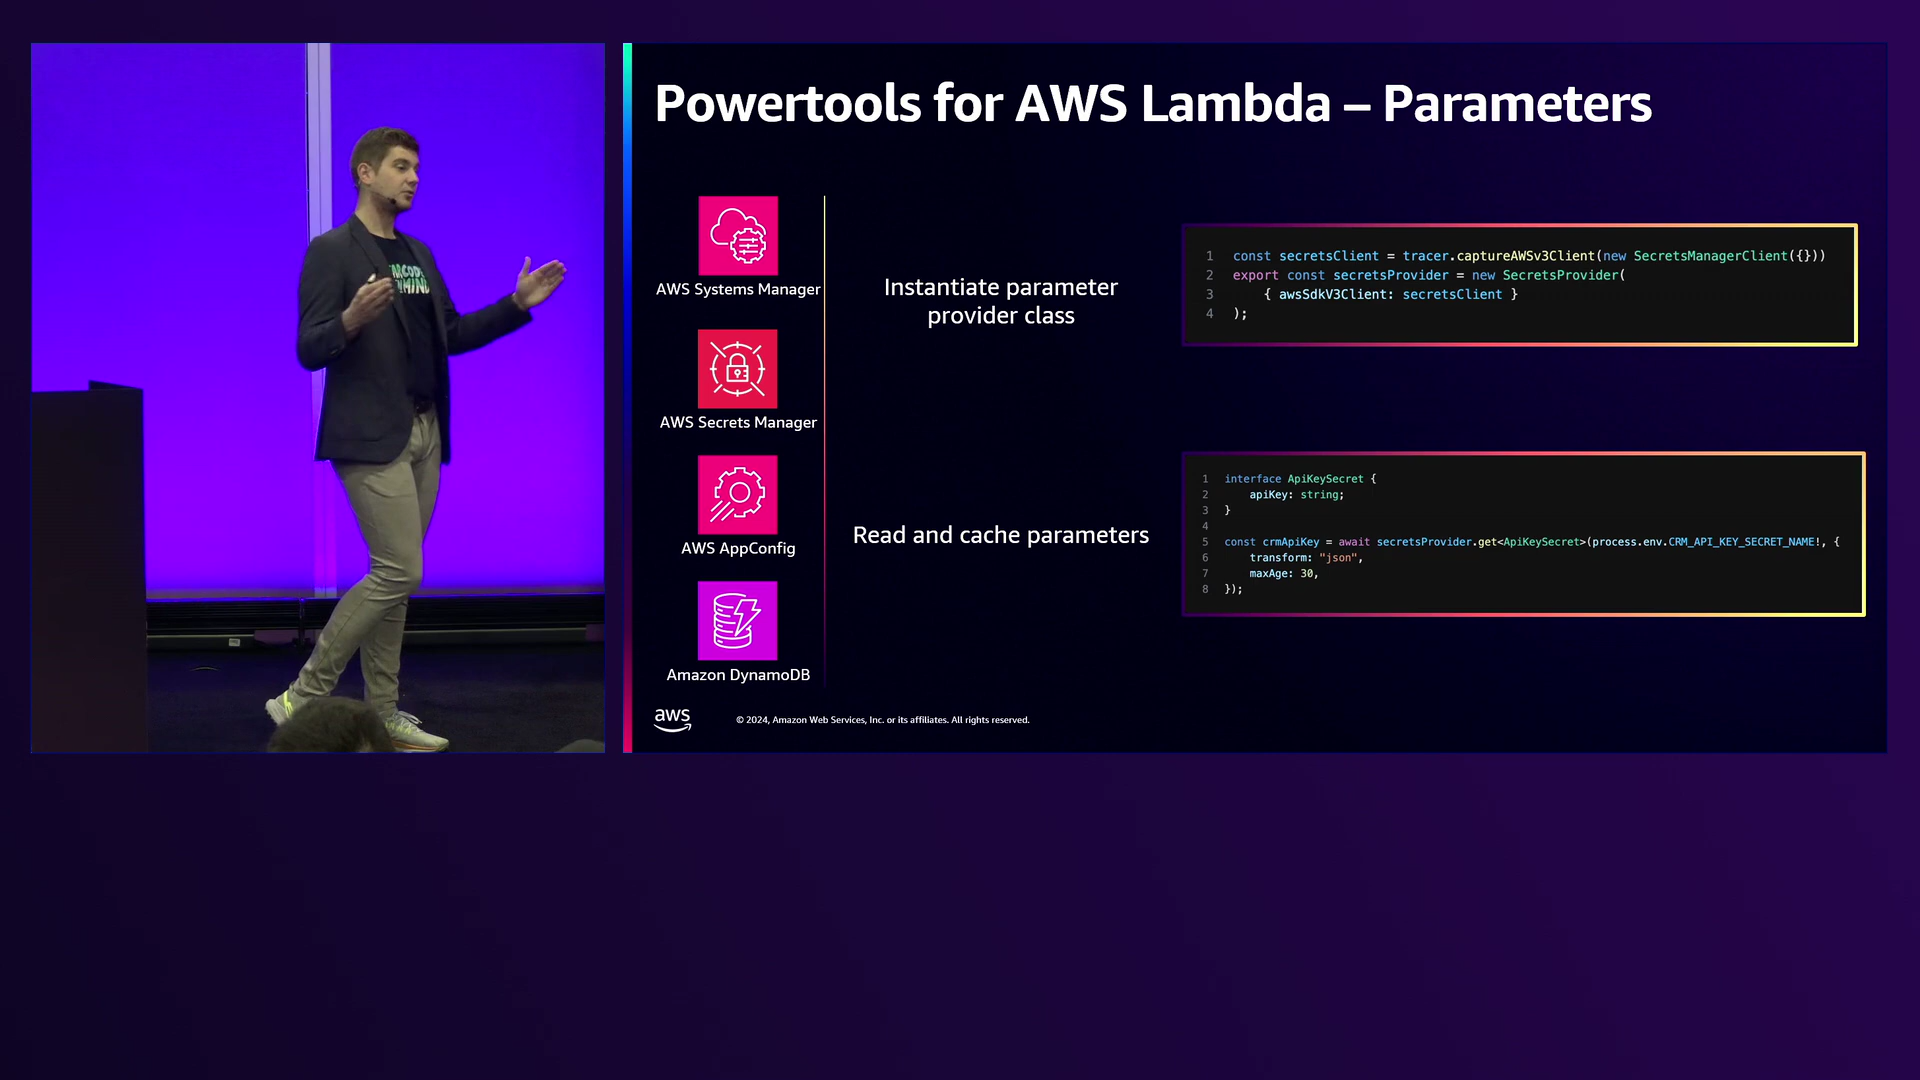 Powertools for AWS Lambda – Parameters
AWS Systems Manager
AWS Secrets Manager
AWS AppConfig
Amazon DynamoDB
Instantiate parameter
provider class
1 const secretsClient = tracer.captureAWSv3Client(new SecretsManagerClient({}))
2 export const secretsProvider = new SecretsProvider(
3     { awsSdkV3Client: secretsClient }
4 );
Read and cache parameters
1 interface ApiKeySecret {
2     apiKey: string;
3 }
4
5 const crmApiKey = await secretsProvider.get<ApiKeySecret>(process.env.CRM_API_KEY_SECRET_NAME!, {
6     transform: "json",
7     maxAge: 30,
8 });
aws
© 2024, Amazon Web Services, Inc. or its affiliates. All rights reserved.